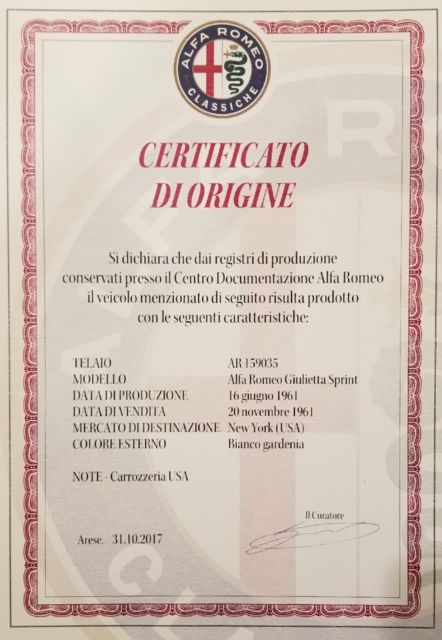 ALFA ROMEO
CLASSICHE
CERTIFICATO
DI ORIGINE
Si dichiara che dai registri di produzione
conservati presso il Centro Documentazione Alfa Romeo
il veicolo menzionato di seguito risulta prodotto
con le seguenti caratteristiche:
TELAIO AR 159035
MODELLO Alfa Romeo Giulietta Sprint
DATA DI PRODUZIONE 16 giugno 1961
DATA DI VENDITA 20 novembre 1961
MERCATO DI DESTINAZIONE New York (USA)
COLORE ESTERNO Bianco gardenia
NOTE - Carrozzeria USA
Il Curatore
Arese, 31.10.2017